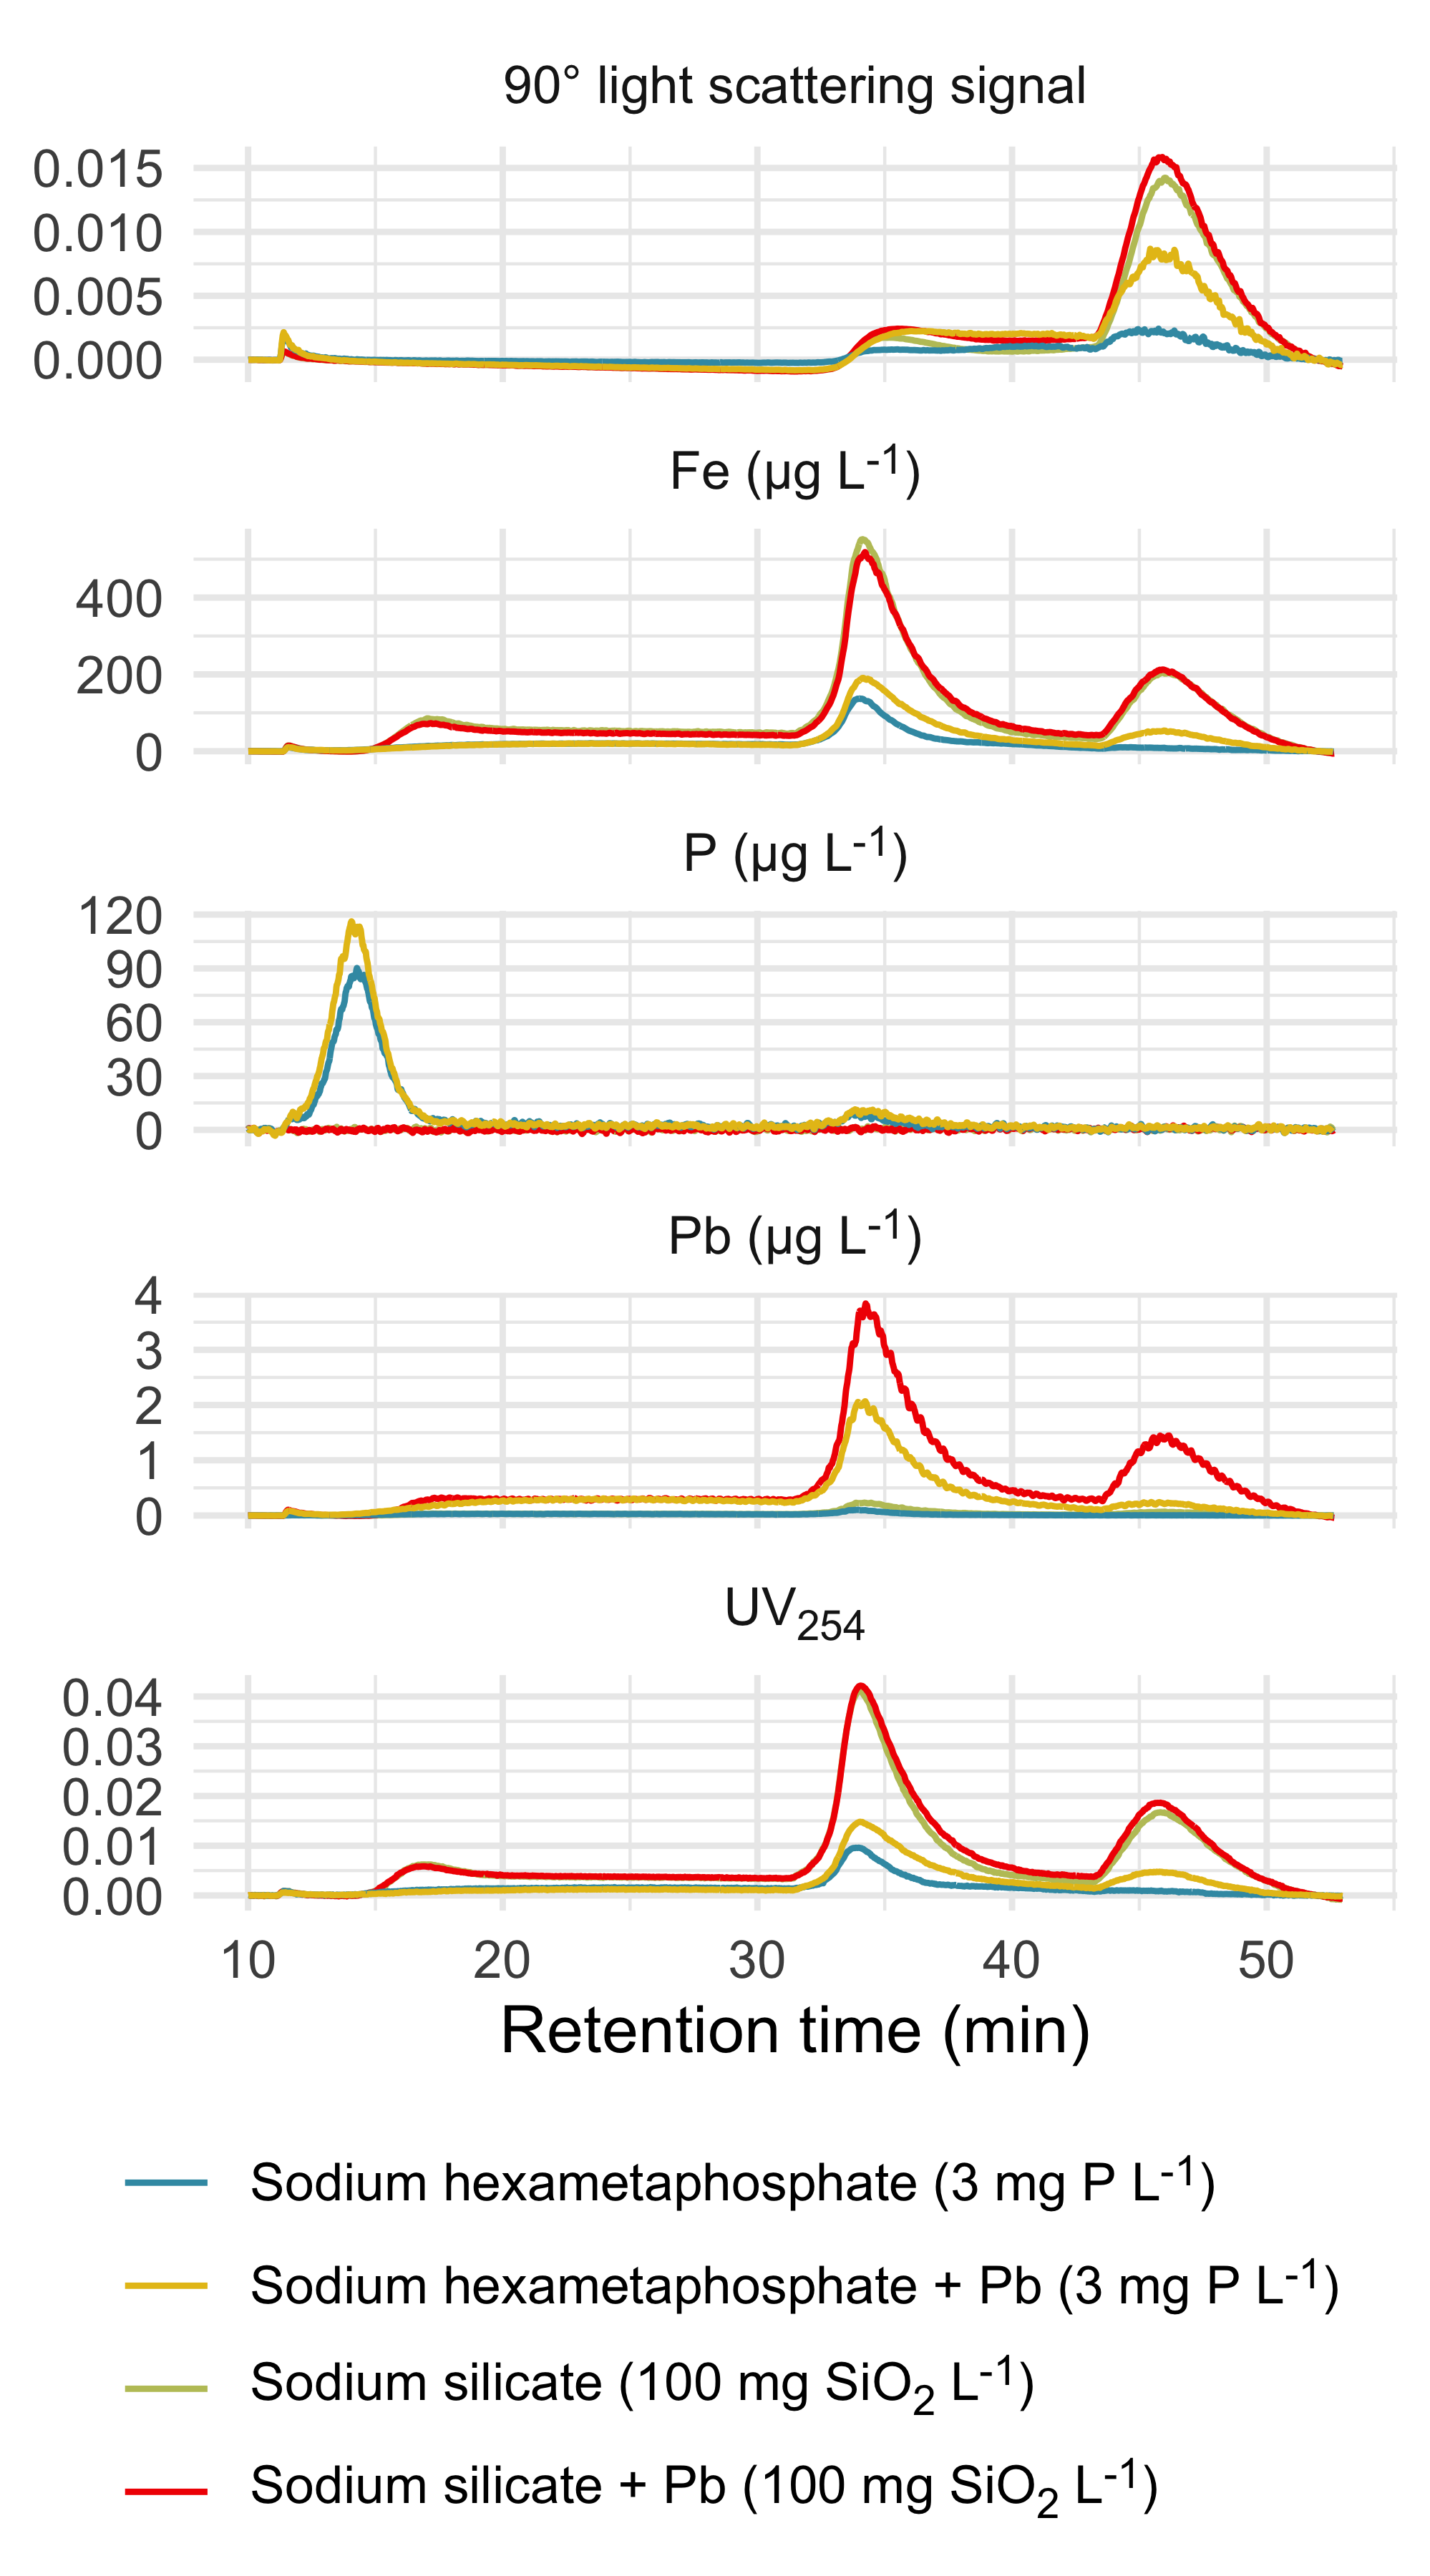 90° light scattering signal
0.015
0.010
0.005
0.000
Fe (µg L⁻¹)
400
200
0
P (µg L⁻¹)
120
90
60
30
0
Pb (µg L⁻¹)
4
3
2
1
0
UV₂₅₄
0.04
0.03
0.02
0.01
0.00
10 20 30 40 50
Retention time (min)
Sodium hexametaphosphate (3 mg P L⁻¹)
Sodium hexametaphosphate + Pb (3 mg P L⁻¹)
Sodium silicate (100 mg SiO₂ L⁻¹)
Sodium silicate + Pb (100 mg SiO₂ L⁻¹)